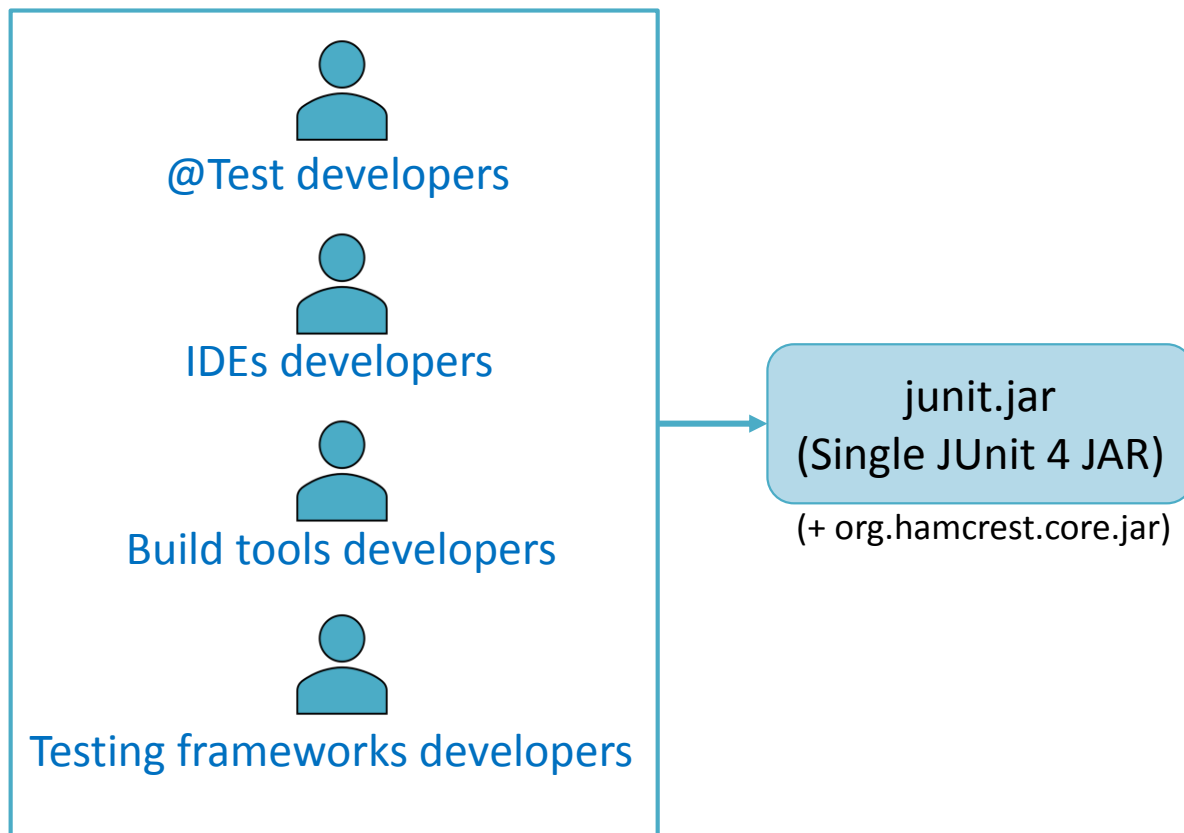 @Test developers
IDEs developers
Build tools developers
Testing frameworks developers
junit.jar
(Single JUnit 4 JAR)
(+ org.hamcrest.core.jar)